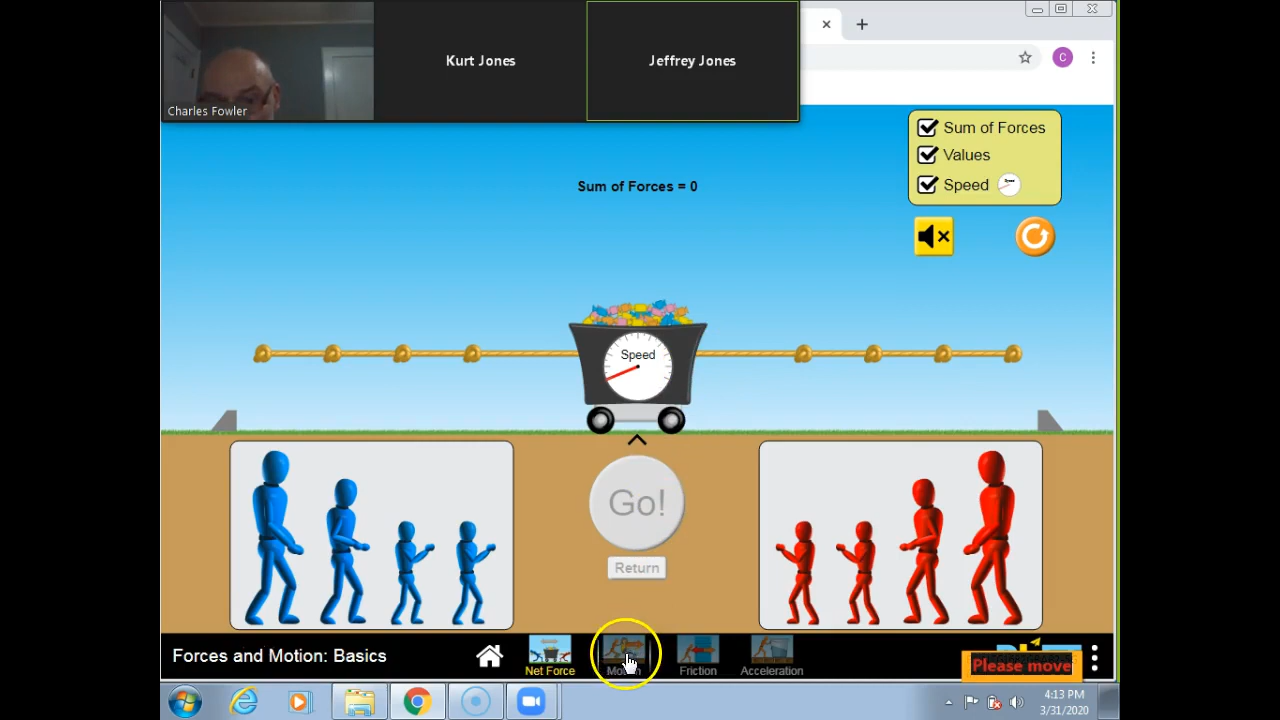 Kurt Jones
Jeffrey Jones
Charles Fowler
C
Sum of Forces
Values
Speed
Sum of Forces = 0
Speed
Go!
Return
Forces and Motion: Basics
Net Force
Motion
Friction
Acceleration
Please move
4:13 PM
3/31/2020